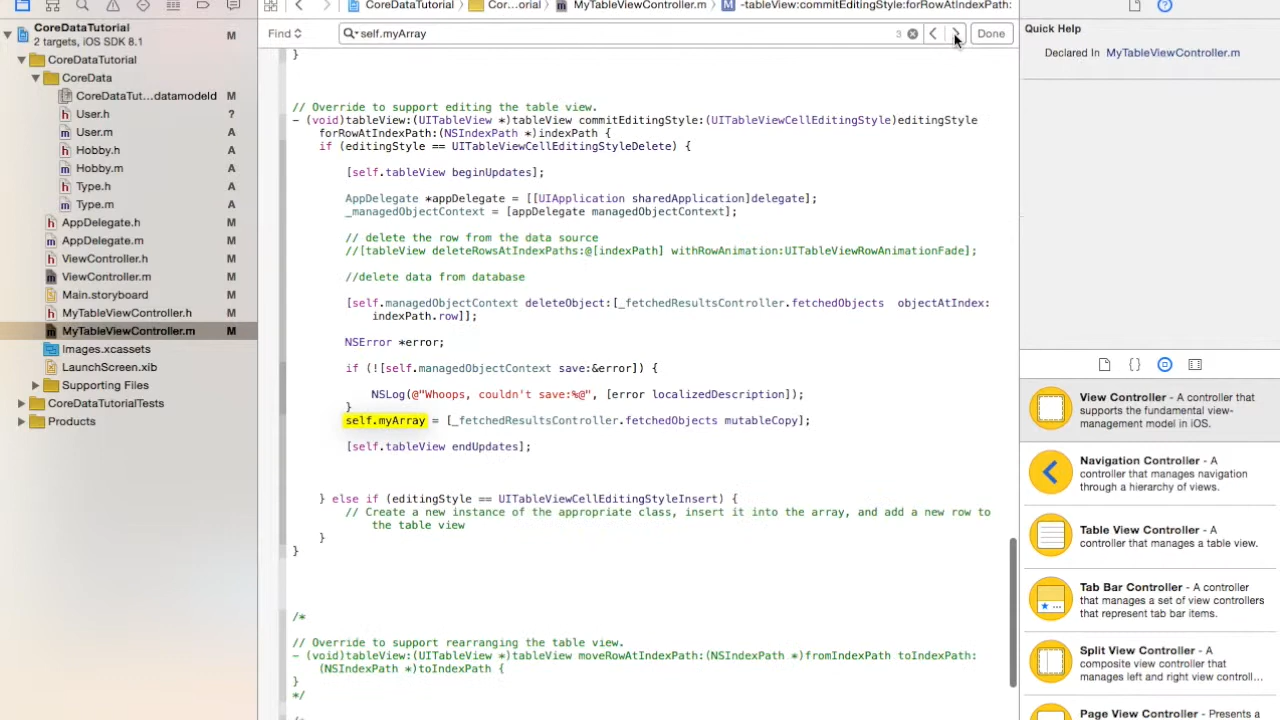 CoreDataTutorial
Cor...orial
MyTableViewController.m
M
-tableView:commitEditingStyle:forRowAtIndexPath:
CoreDataTutorial
2 targets, iOS SDK 8.1
M
Find
self.myArray
3
Done
Quick Help
Declared In MyTableViewController.m
CoreDataTutorial
CoreData
CoreDataTut...datamodeld M
User.h ?
User.m A
Hobby.h A
Hobby.m A
Type.h A
Type.m A
AppDelegate.h M
AppDelegate.m M
ViewController.h M
ViewController.m M
Main.storyboard M
MyTableViewController.h M
MyTableViewController.m M
Images.xcassets
LaunchScreen.xib
Supporting Files
CoreDataTutorialTests
Products
}
// Override to support editing the table view.
- (void)tableView:(UITableView *)tableView commitEditingStyle:(UITableViewCellEditingStyle)editingStyle
forRowAtIndexPath:(NSIndexPath *)indexPath {
if (editingStyle == UITableViewCellEditingStyleDelete) {
[self.tableView beginUpdates];
AppDelegate *appDelegate = [[UIApplication sharedApplication]delegate];
_managedObjectContext = [appDelegate managedObjectContext];
// delete the row from the data source
//[tableView deleteRowsAtIndexPaths:@[indexPath] withRowAnimation:UITableViewRowAnimationFade];
//delete data from database
[self.managedObjectContext deleteObject:[_fetchedResultsController.fetchedObjects objectAtIndex:
indexPath.row]];
NSError *error;
if (![self.managedObjectContext save:&error]) {
NSLog(@"Whoops, couldn't save:%@", [error localizedDescription]);
}
self.myArray = [_fetchedResultsController.fetchedObjects mutableCopy];
[self.tableView endUpdates];
} else if (editingStyle == UITableViewCellEditingStyleInsert) {
// Create a new instance of the appropriate class, insert it into the array, and add a new row to
the table view
}
}
/*
// Override to support rearranging the table view.
- (void)tableView:(UITableView *)tableView moveRowAtIndexPath:(NSIndexPath *)fromIndexPath toIndexPath:
(NSIndexPath *)toIndexPath {
}
*/
/*
{}
View Controller - A
controller that
supports the fundamental view-
management model in iOS.
Navigation Controller - A
controller that manages navigation
through a hierarchy of views.
Table View Controller - A
controller that manages a table view.
Tab Bar Controller - A controller
that manages a set of view controllers
that represent tab bar items.
Split View Controller - A
composite view controller that
manages left and right view controll...
Page View Controller - Presents a